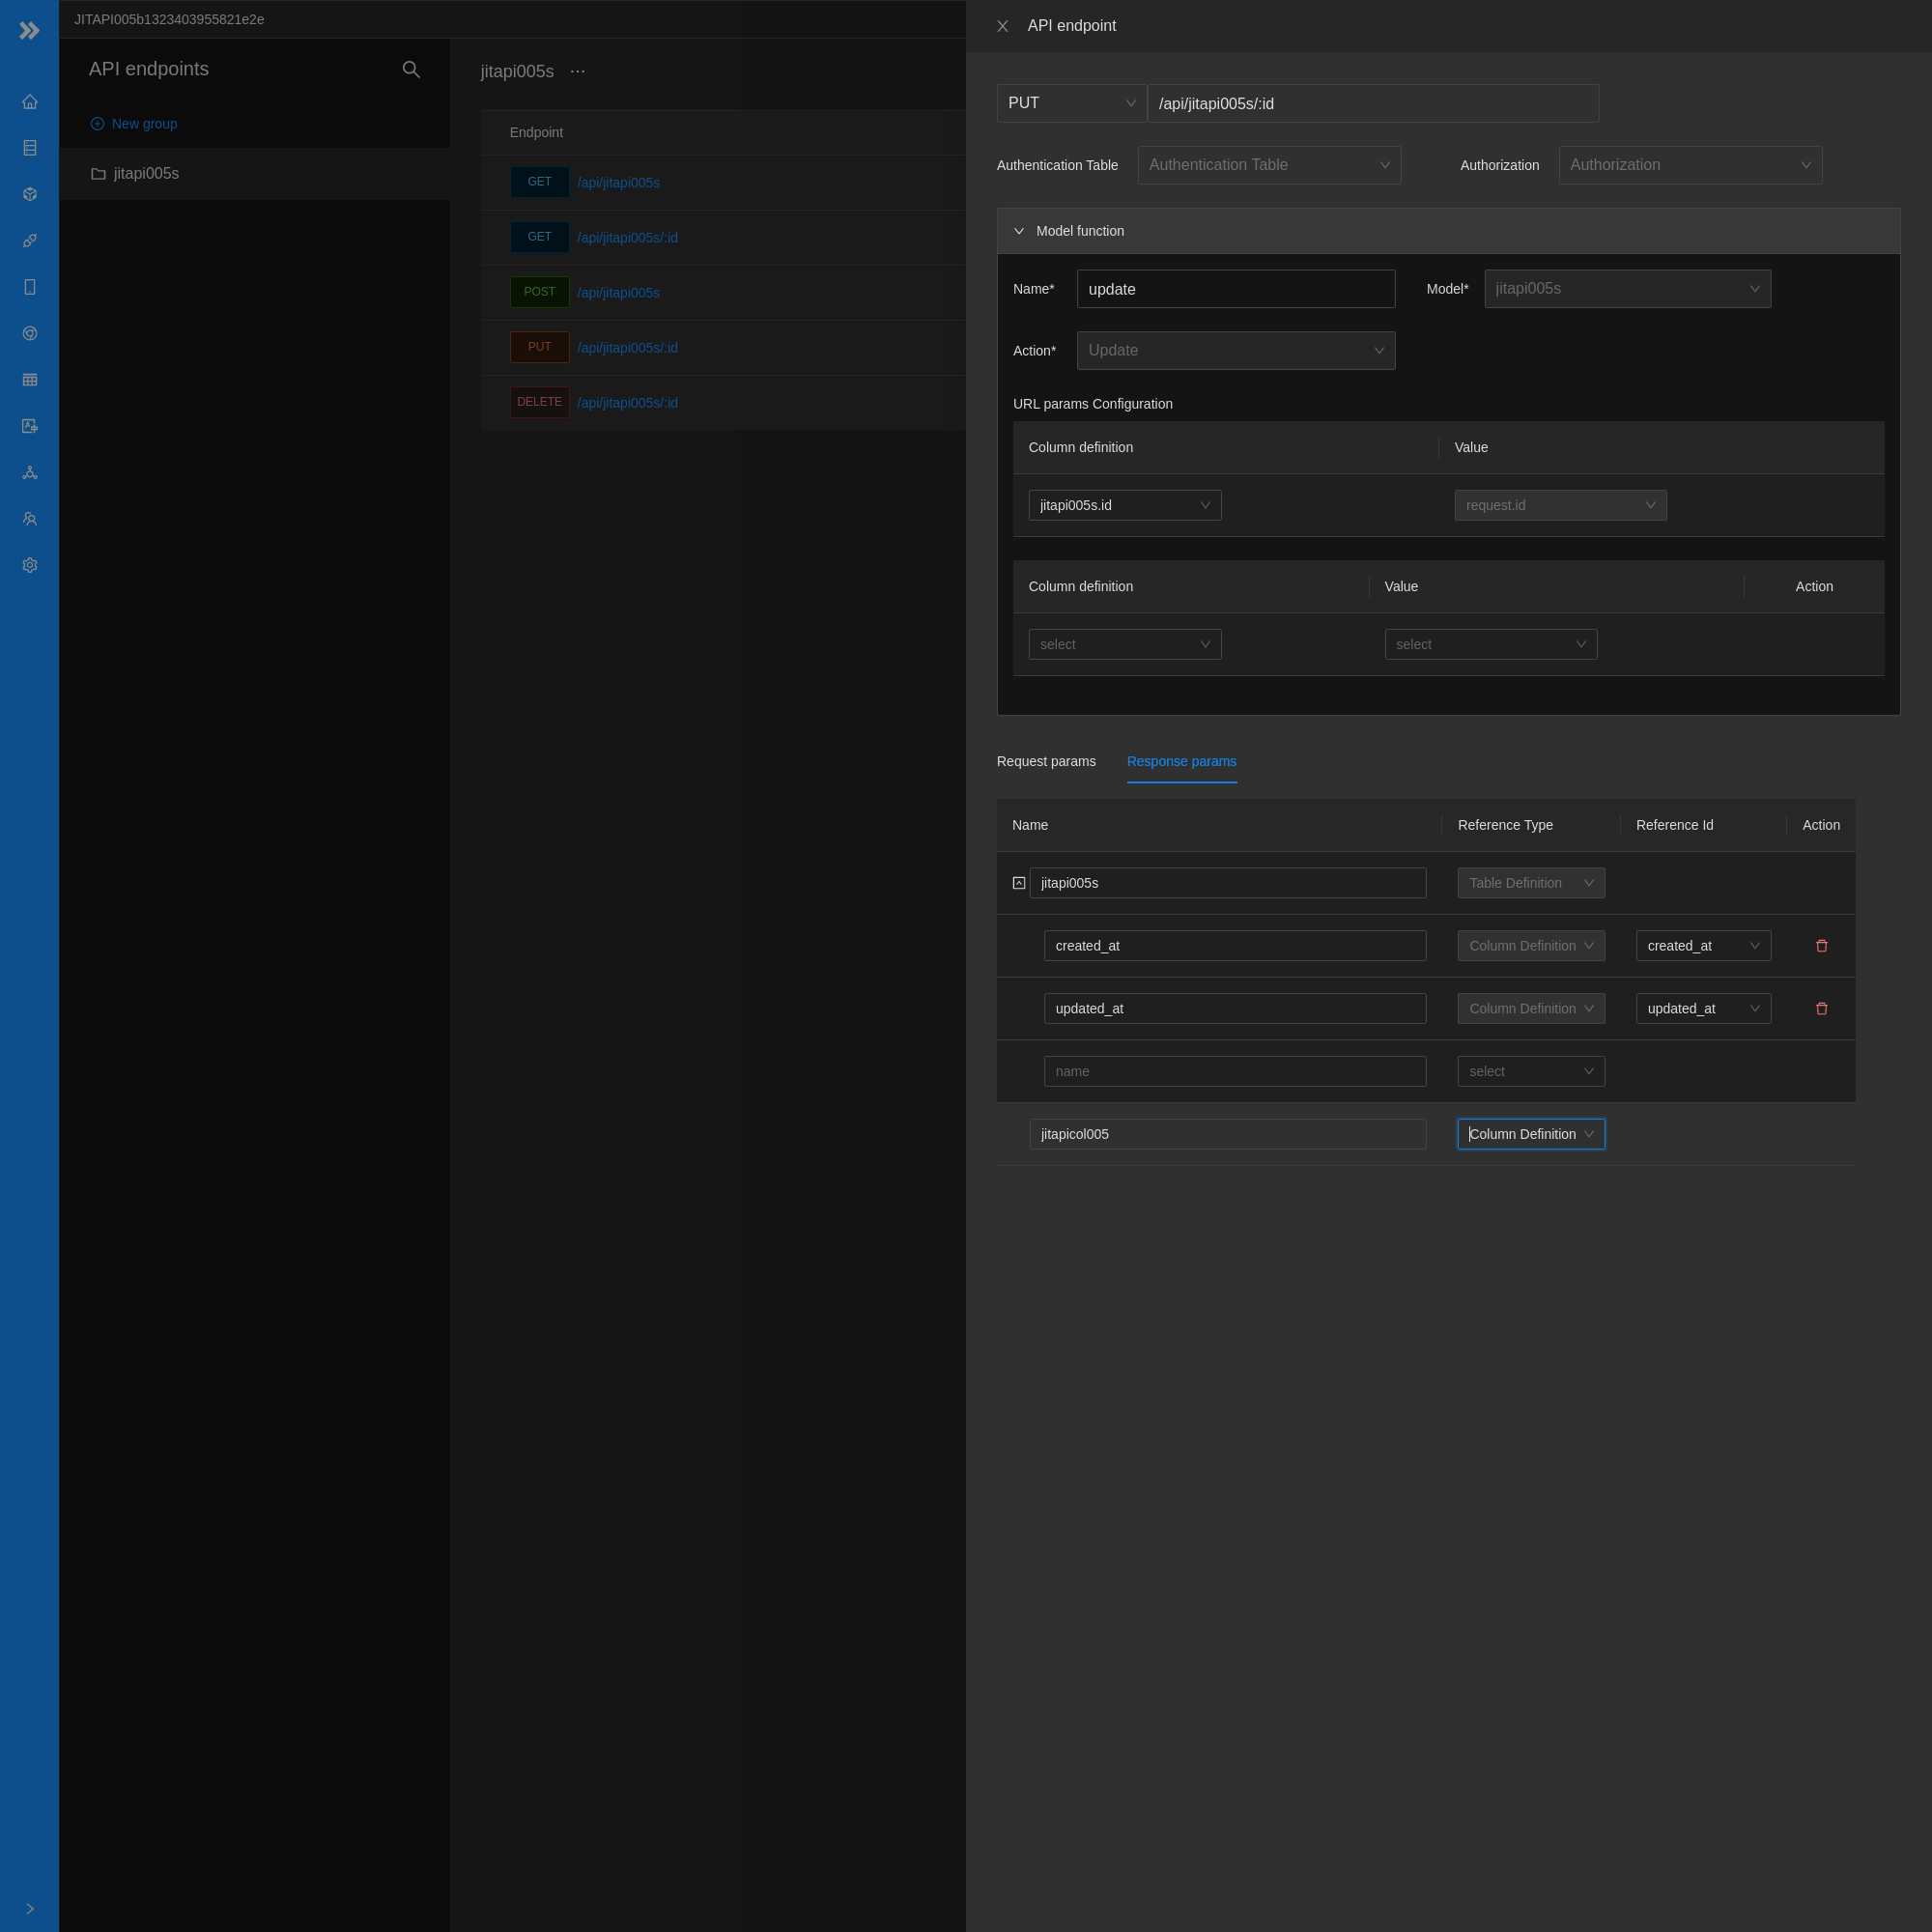 JITAPI005b1323403955821e2e
API endpoints
New group
jitapi005s
jitapi005s ···
Endpoint
GET /api/jitapi005s
GET /api/jitapi005s/:id
POST /api/jitapi005s
PUT /api/jitapi005s/:id
DELETE /api/jitapi005s/:id
API endpoint
PUT /api/jitapi005s/:id
Authentication Table Authentication Table Authorization Authorization
Model function
Name* update Model* jitapi005s
Action* Update
URL params Configuration
Column definition Value
jitapi005s.id request.id
Column definition Value Action
select select
Request params Response params
Name Reference Type Reference Id Action
jitapi005s Table Definition
created_at Column Definition created_at
updated_at Column Definition updated_at
name select
jitapicol005 Column Definition